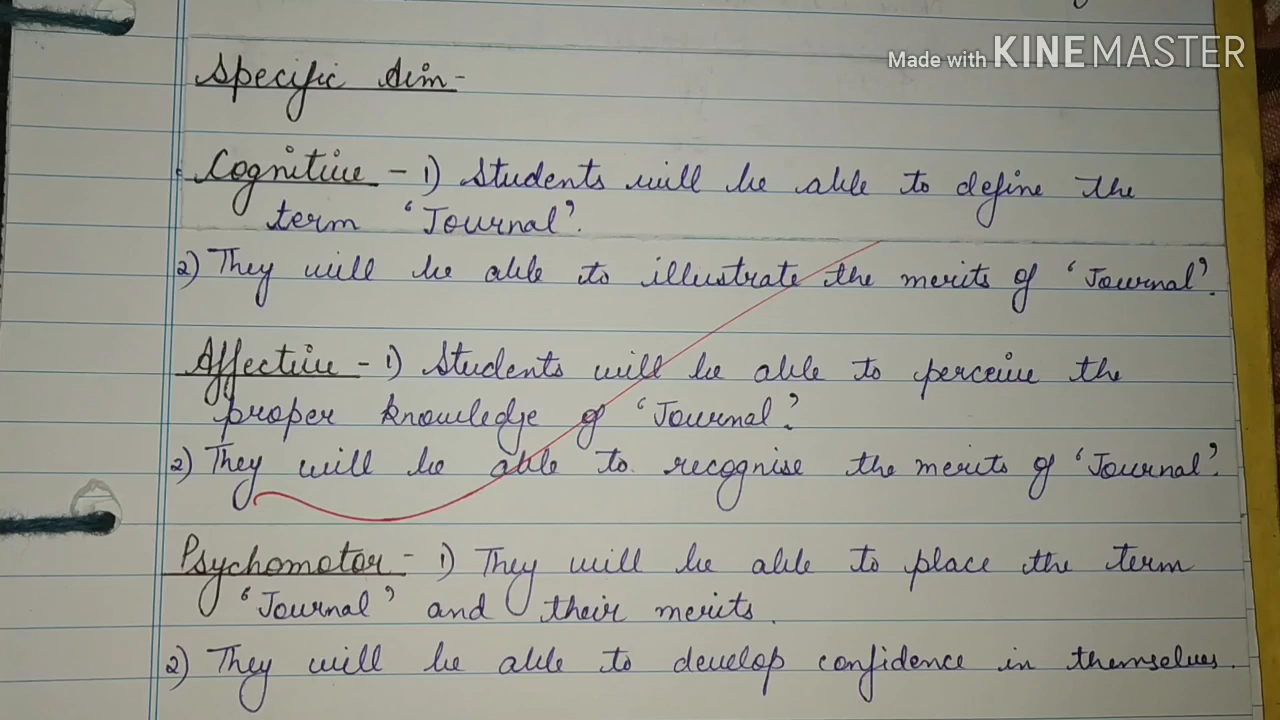 Made with KINEMASTER
Specific Aim-
Cognitive - 1) Students will be able to define the
term 'Journal'.
2) They will be able to illustrate the merits of 'Journal'.
Affective - 1) Students will be able to perceive the
proper knowledge of 'Journal'.
2) They will be able to recognise the merits of 'Journal'.
Psychomotor - 1) They will be able to place the term
'Journal' and their merits.
2) They will be able to develop confidence in themselves.